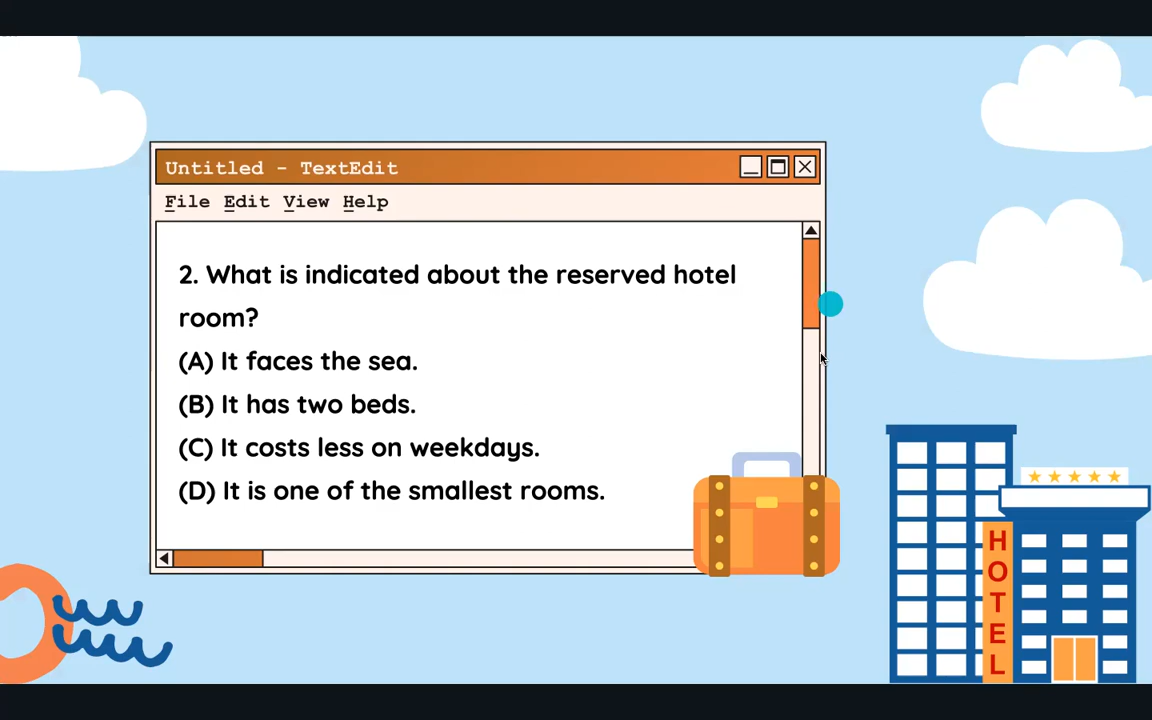 Untitled - TextEdit
File Edit View Help
2. What is indicated about the reserved hotel
room?
(A) It faces the sea.
(B) It has two beds.
(C) It costs less on weekdays.
(D) It is one of the smallest rooms.
HOTEL